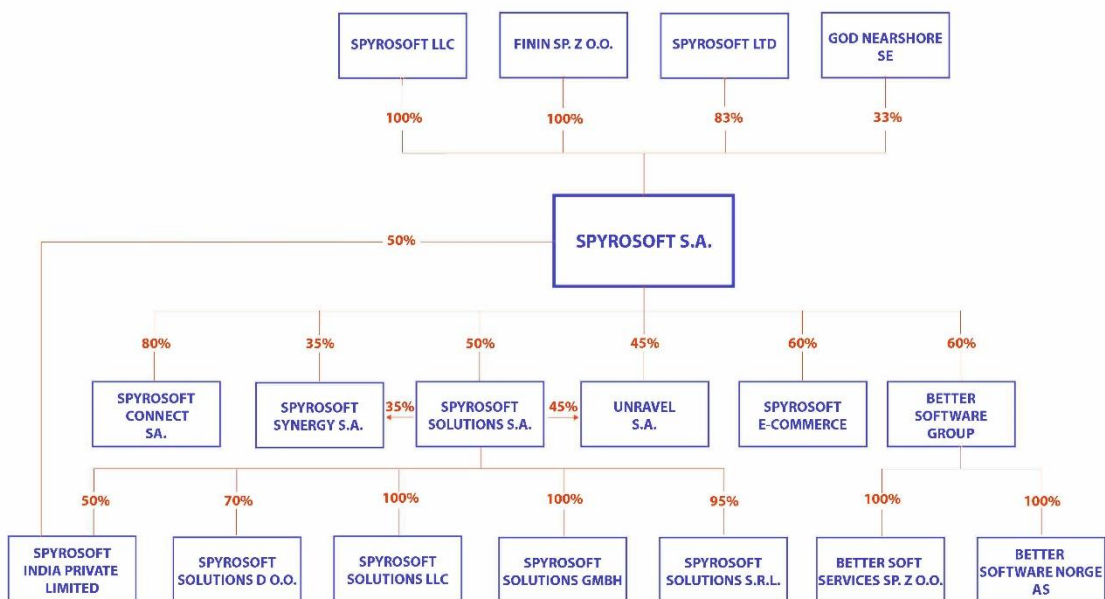 SPYROSOFT LLC
FININ SP. Z O.O.
SPYROSOFT LTD
GOD NEARSHORE
SE
100%
100%
83%
33%
SPYROSOFT S.A.
50%
80%
35%
50%
45%
60%
60%
SPYROSOFT
CONNECT
SA.
SPYROSOFT
SYNERGY S.A.
35%
SPYROSOFT
SOLUTIONS S.A.
45%
UNRAVEL
S.A.
SPYROSOFT
E-COMMERCE
BETTER
SOFTWARE
GROUP
50%
70%
100%
100%
95%
100%
100%
SPYROSOFT
INDIA PRIVATE
LIMITED
SPYROSOFT
SOLUTIONS D O.O.
SPYROSOFT
SOLUTIONS LLC
SPYROSOFT
SOLUTIONS GMBH
SPYROSOFT
SOLUTIONS S.R.L.
BETTER SOFT
SERVICES SP. Z O.O.
BETTER
SOFTWARE NORGE
AS